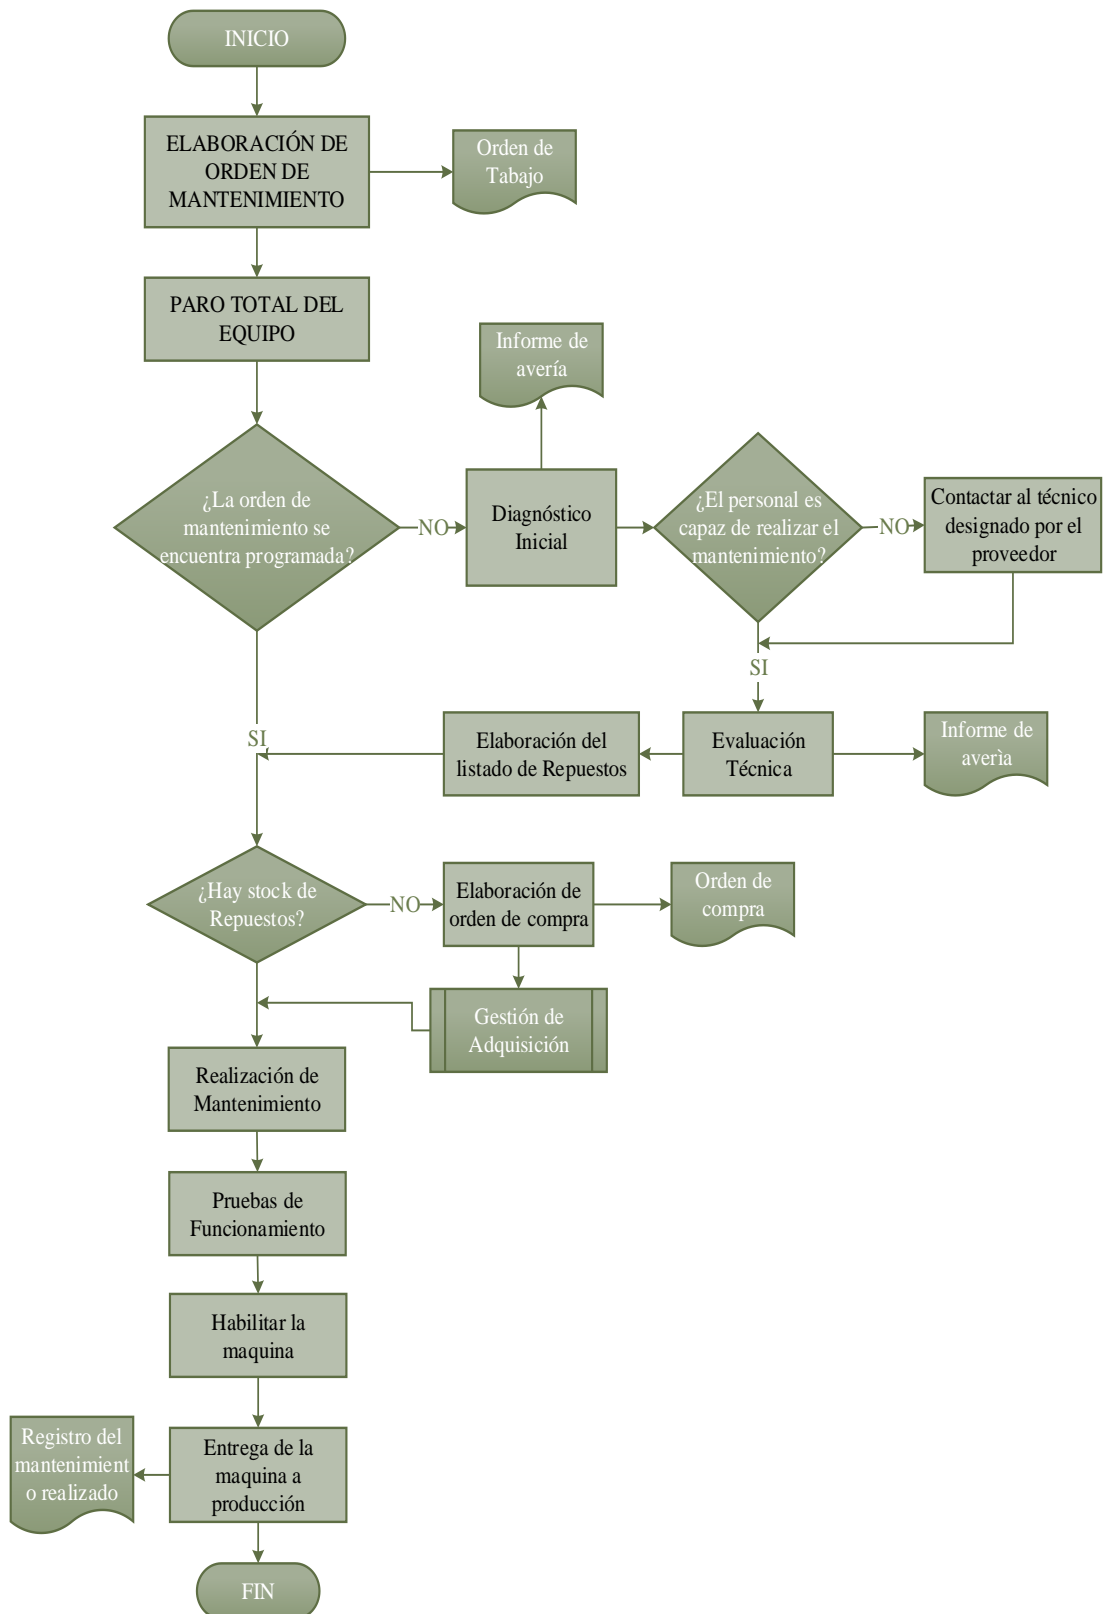 INICIO
ELABORACIÓN DE
ORDEN DE
MANTENIMIENTO
Orden de
Tabajo
PARO TOTAL DEL
EQUIPO
Informe de
avería
¿La orden de
mantenimiento se
encuentra programada?
NO
Diagnóstico
Inicial
¿El personal es
capaz de realizar el
mantenimiento?
NO
Contactar al técnico
designado por el
proveedor
SI
SI
Elaboración del
listado de Repuestos
Evaluación
Técnica
Informe de
averìa
¿Hay stock de
Repuestos?
NO
Elaboración de
orden de compra
Orden de
compra
Gestión de
Adquisición
Realización de
Mantenimiento
Pruebas de
Funcionamiento
Habilitar la
maquina
Registro del
mantenimient
o realizado
Entrega de la
maquina a
producción
FIN